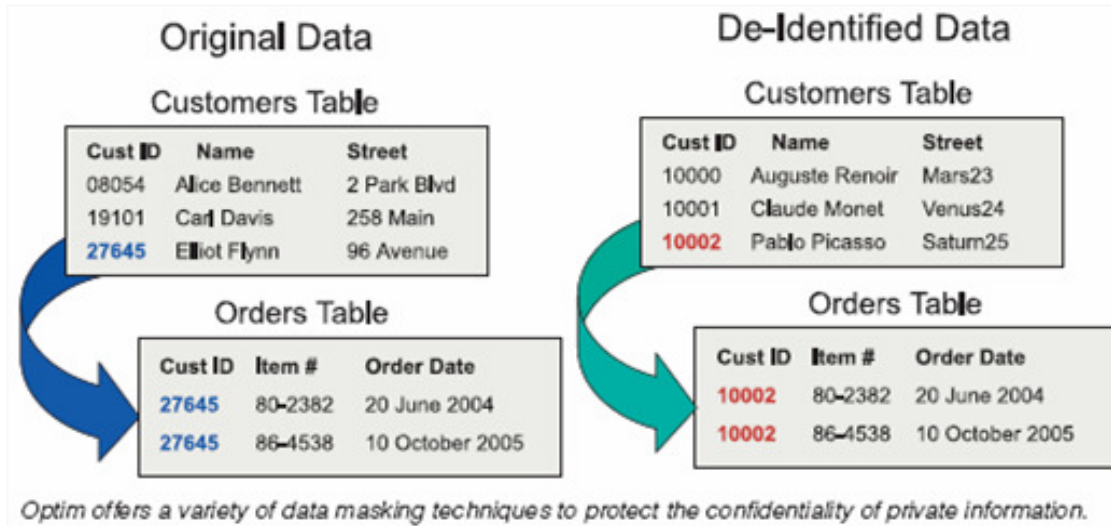 Original Data
Customers Table
Cust ID Name Street
08054 Alice Bennett 2 Park Blvd
19101 Carl Davis 258 Main
27645 Elliot Flynn 96 Avenue
Orders Table
Cust ID Item # Order Date
27645 80-2382 20 June 2004
27645 86-4538 10 October 2005
De-Identified Data
Customers Table
Cust ID Name Street
10000 Auguste Renoir Mars23
10001 Claude Monet Venus24
10002 Pablo Picasso Saturn25
Orders Table
Cust ID Item # Order Date
10002 80-2382 20 June 2004
10002 86-4538 10 October 2005
Optim offers a variety of data masking techniques to protect the confidentiality of private information.